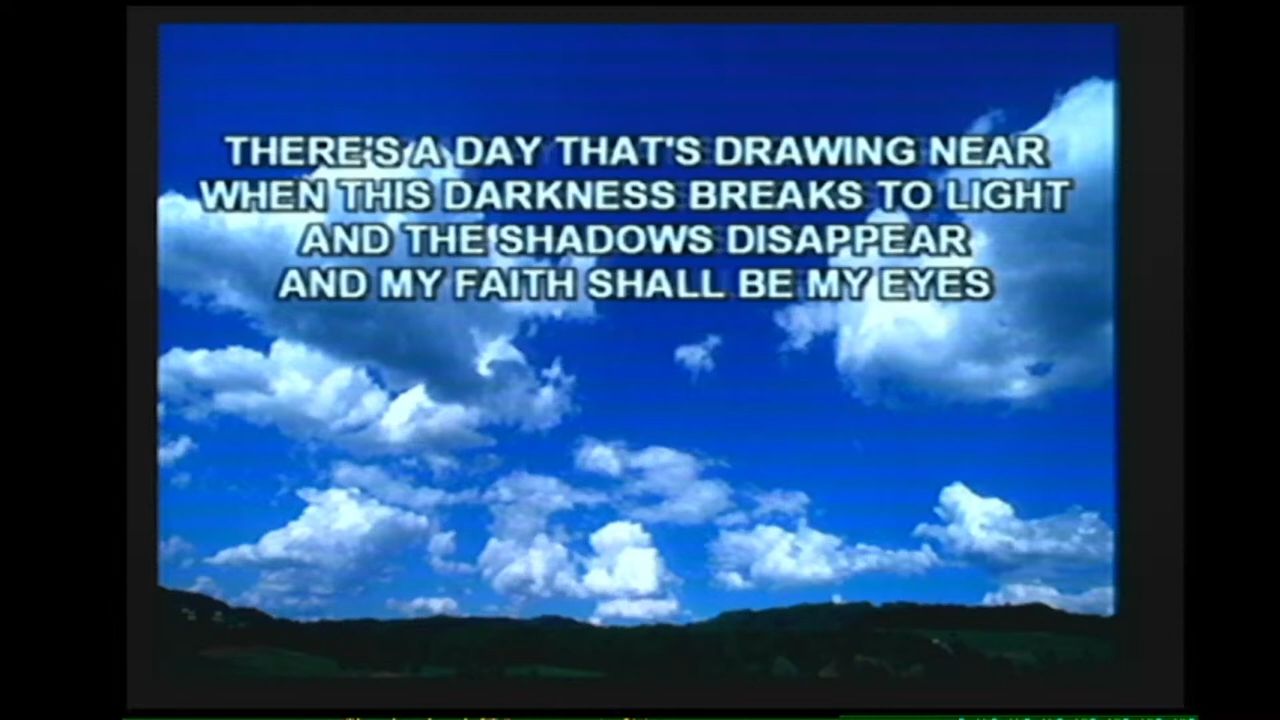 THERE'S A DAY THAT'S DRAWING NEAR
WHEN THIS DARKNESS BREAKS TO LIGHT
AND THE SHADOWS DISAPPEAR
AND MY FAITH SHALL BE MY EYES